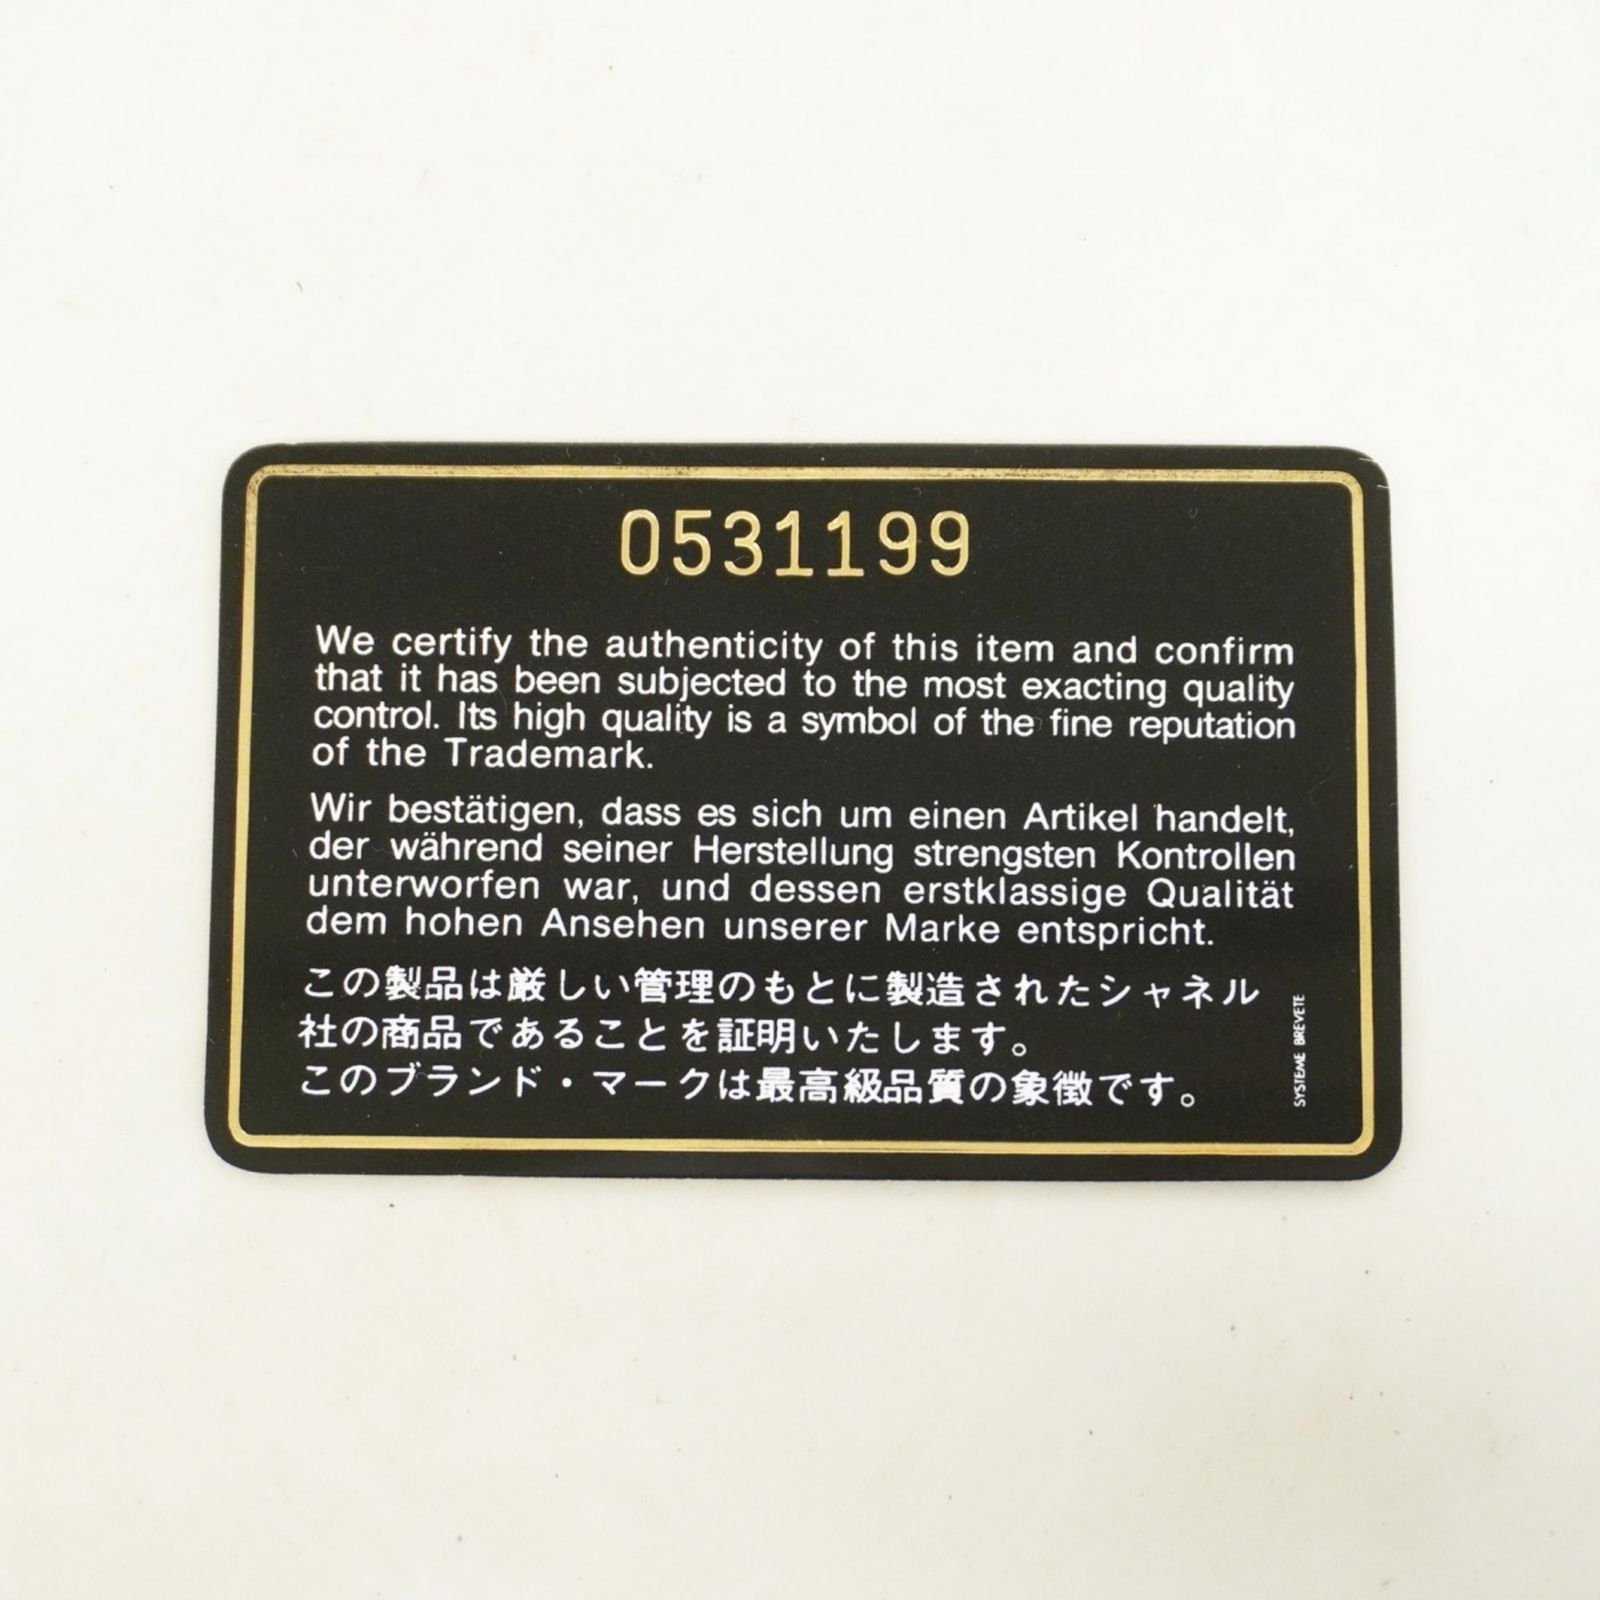 0531199
We certify the authenticity of this item and confirm
that it has been subjected to the most exacting quality
control. Its high quality is a symbol of the fine reputation
of the Trademark.
Wir bestätigen, dass es sich um einen Artikel handelt,
der während seiner Herstellung strengsten Kontrollen
unterworfen war, und dessen erstklassige Qualität
dem hohen Ansehen unserer Marke entspricht.
この製品は厳しい管理のもとに製造されたシャネル
社の商品であることを証明いたします。
このブランド・マークは最高級品質の象徴です。
SYSTEME BREVETE